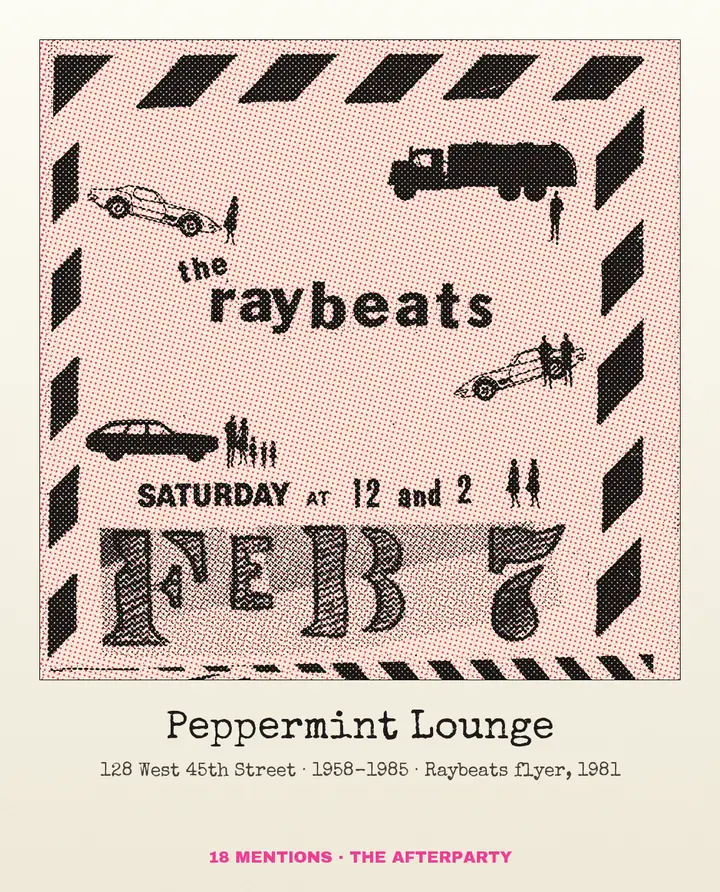 the
raybeats
SATURDAY AT 12 and 2
FEB 7
Peppermint Lounge
128 West 45th Street · 1958–1985 · Raybeats flyer, 1981
18 MENTIONS · THE AFTERPARTY